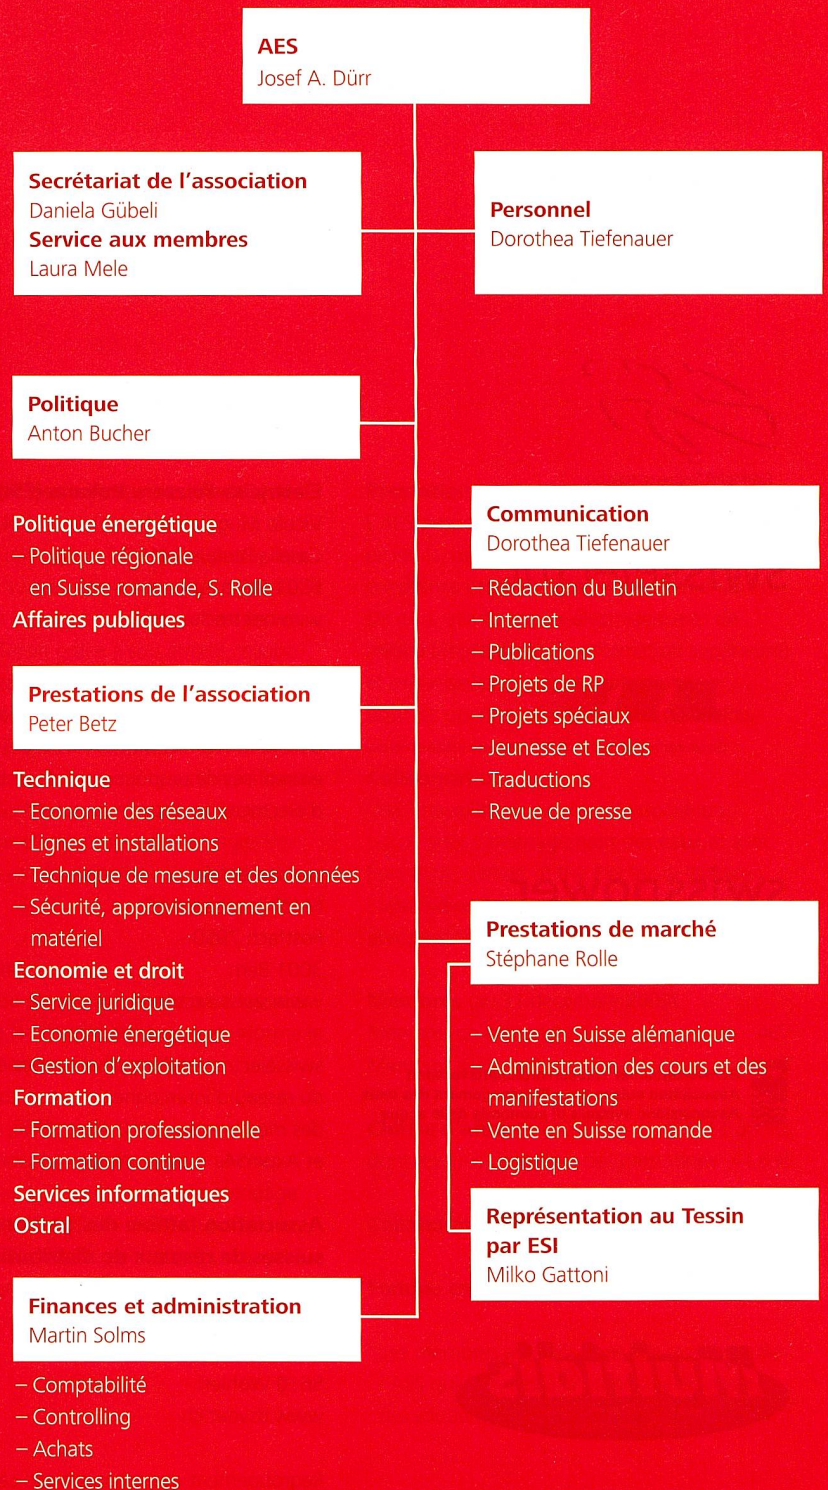 AES
Josef A. Dürr
Secrétariat de l'association
Daniela Gübeli
Service aux membres
Laura Mele
Personnel
Dorothea Tiefenauer
Politique
Anton Bucher
Politique énergétique
– Politique régionale
en Suisse romande, S. Rolle
Affaires publiques
Communication
Dorothea Tiefenauer
– Rédaction du Bulletin
– Internet
– Publications
– Projets de RP
– Projets spéciaux
– Jeunesse et Ecoles
– Traductions
– Revue de presse
Prestations de l'association
Peter Betz
Technique
– Economie des réseaux
– Lignes et installations
– Technique de mesure et des données
– Sécurité, approvisionnement en
matériel
Economie et droit
– Service juridique
– Economie énergétique
– Gestion d'exploitation
Formation
– Formation professionnelle
– Formation continue
Services informatiques
Ostral
Prestations de marché
Stéphane Rolle
– Vente en Suisse alémanique
– Administration des cours et des
manifestations
– Vente en Suisse romande
– Logistique
Représentation au Tessin
par ESI
Milko Gattoni
Finances et administration
Martin Solms
– Comptabilité
– Controlling
– Achats
– Services internes